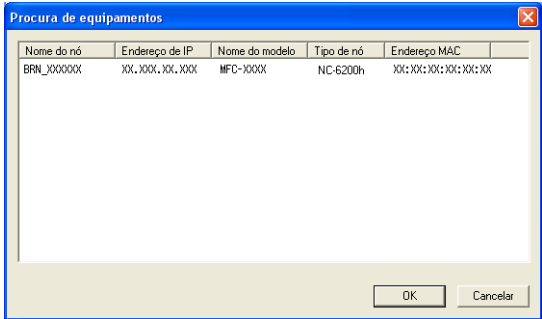 Procura de equipamentos
Nome do nó Endereço de IP Nome do modelo Tipo de nó Endereço MAC
BRN_XXXXXX XX.XXX.XX.XXX MFC-XXXX NC-6200h XX:XX:XX:XX:XX:XX
OK Cancelar